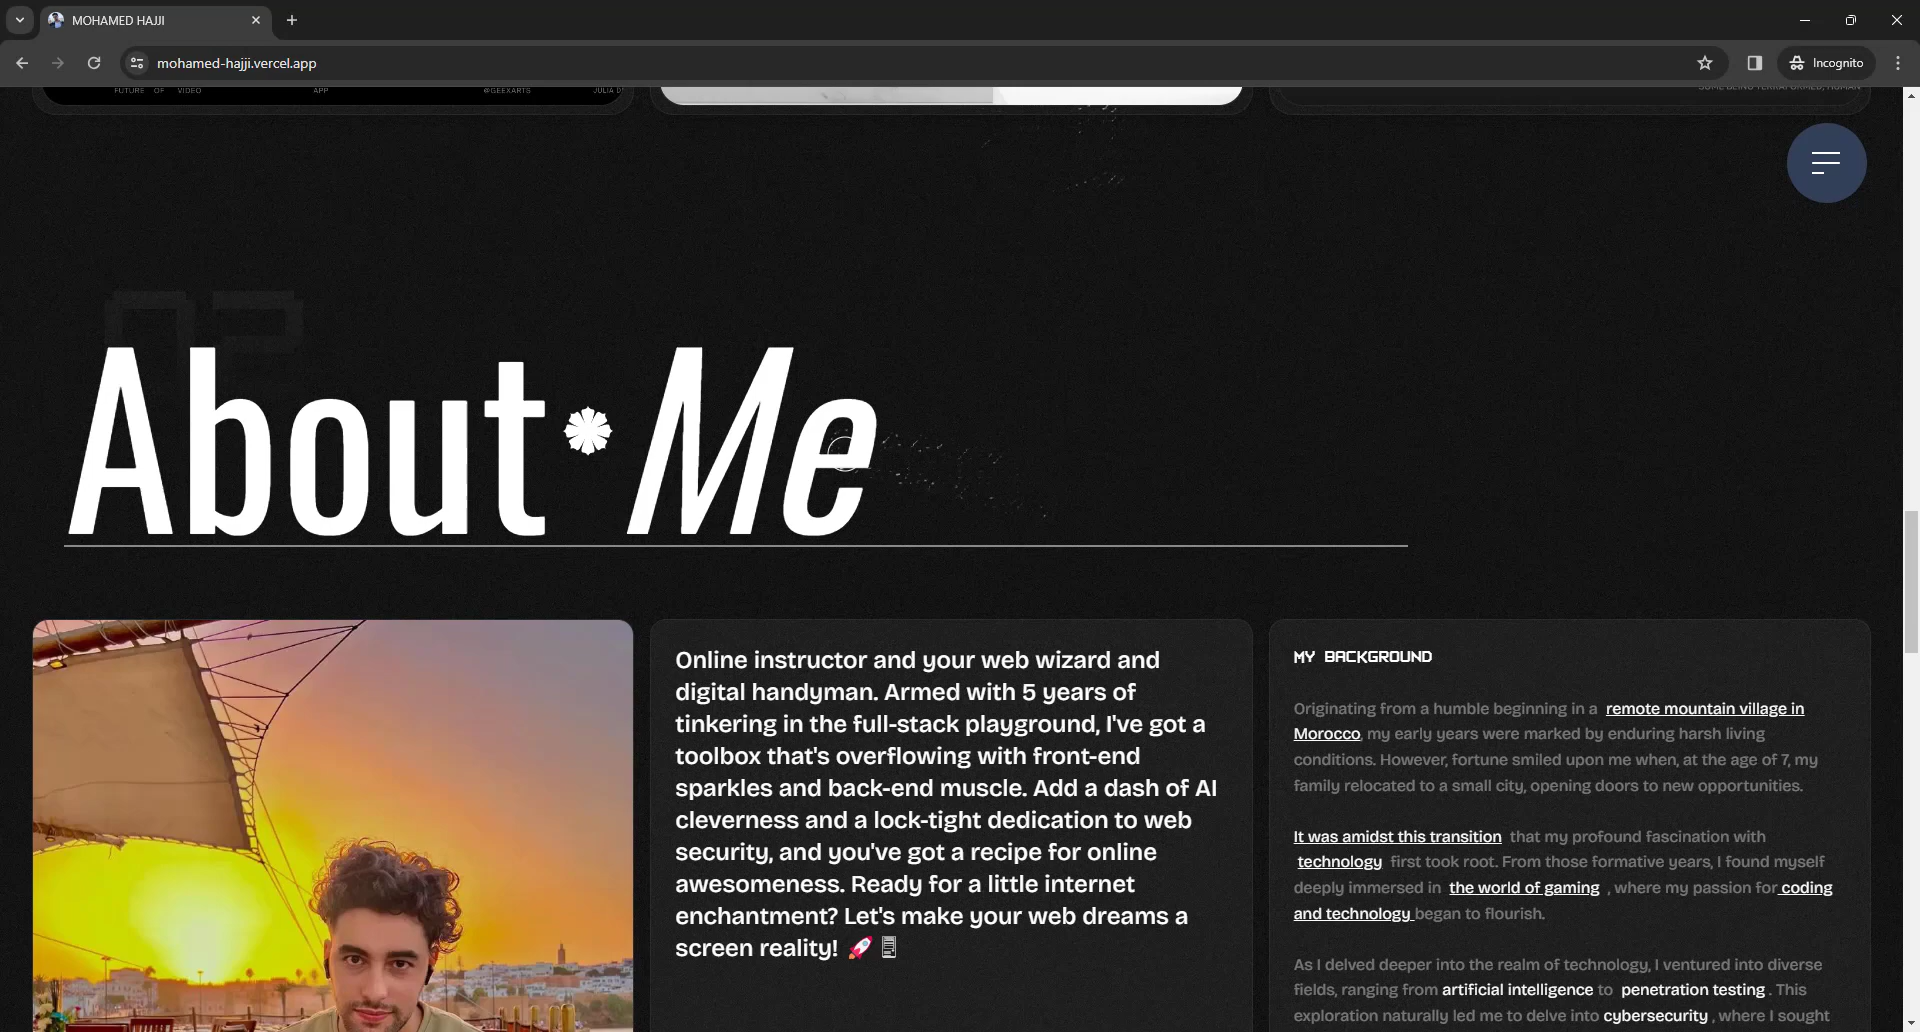 MOHAMED HAJJI
mohamed-hajji.vercel.app
Incognito
FUTURE OF VIDEO
APP
@GEEXARTS
About Me
Online instructor and your web wizard and
digital handyman. Armed with 5 years of
tinkering in the full-stack playground, I've got a
toolbox that's overflowing with front-end
sparkles and back-end muscle. Add a dash of AI
cleverness and a lock-tight dedication to web
security, and you've got a recipe for online
awesomeness. Ready for a little internet
enchantment? Let's make your web dreams a
screen reality! 🚀
MY BACKGROUND
Originating from a humble beginning in a remote mountain village in
Morocco, my early years were marked by enduring harsh living
conditions. However, fortune smiled upon me when, at the age of 7, my
family relocated to a small city, opening doors to new opportunities.
It was amidst this transition that my profound fascination with
technology first took root. From those formative years, I found myself
deeply immersed in the world of gaming , where my passion for coding
and technology began to flourish.
As I delved deeper into the realm of technology, I ventured into diverse
fields, ranging from artificial intelligence to penetration testing . This
exploration naturally led me to delve into cybersecurity , where I sought